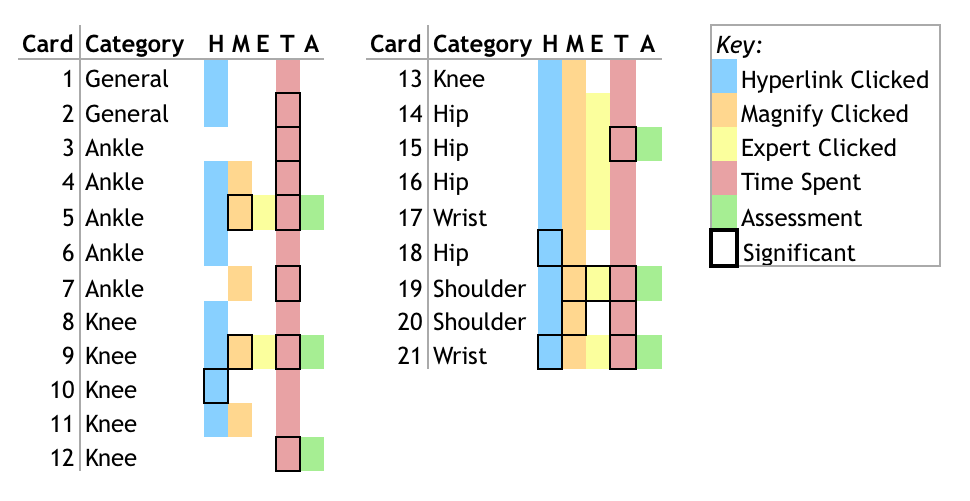 Card Category H M E T A
1 General
2 General
3 Ankle
4 Ankle
5 Ankle
6 Ankle
7 Ankle
8 Knee
9 Knee
10 Knee
11 Knee
12 Knee
Card Category H M E T A
13 Knee
14 Hip
15 Hip
16 Hip
17 Wrist
18 Hip
19 Shoulder
20 Shoulder
21 Wrist
Key:
Hyperlink Clicked
Magnify Clicked
Expert Clicked
Time Spent
Assessment
Significant